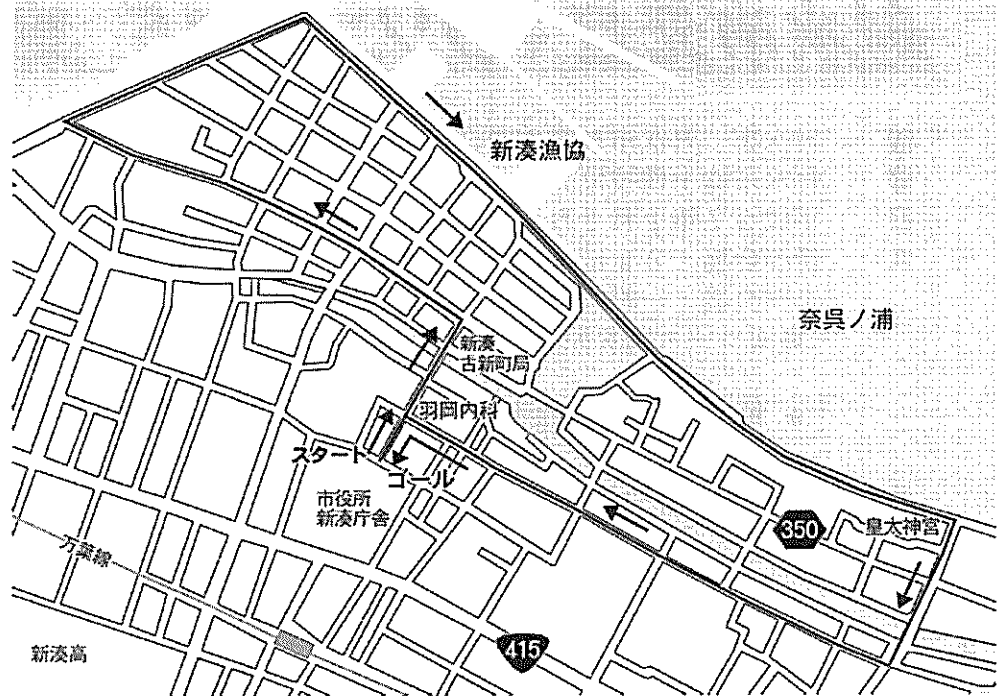 新湊漁協
奈呉ノ浦
新湊
古新町局
羽岡内科
スタート
ゴール
市役所
新湊庁舎
350
皇大神宮
万葉線
415
新湊高